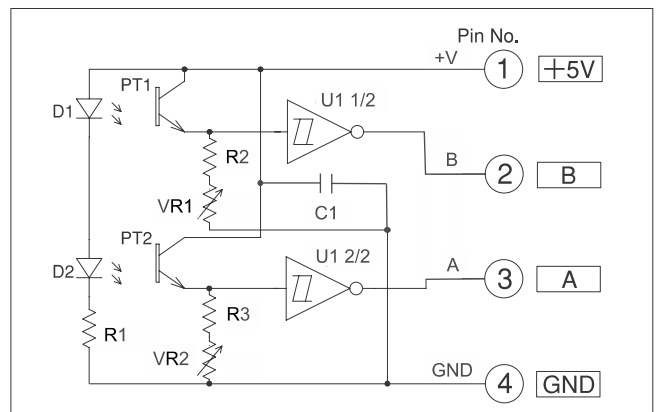 Pin No.
+V 1 +5V
PT1
U1 1/2
D1
R2
B 2 B
VR1
C1
PT2
U1 2/2
D2
A 3 A
R3
R1
VR2
GND 4 GND